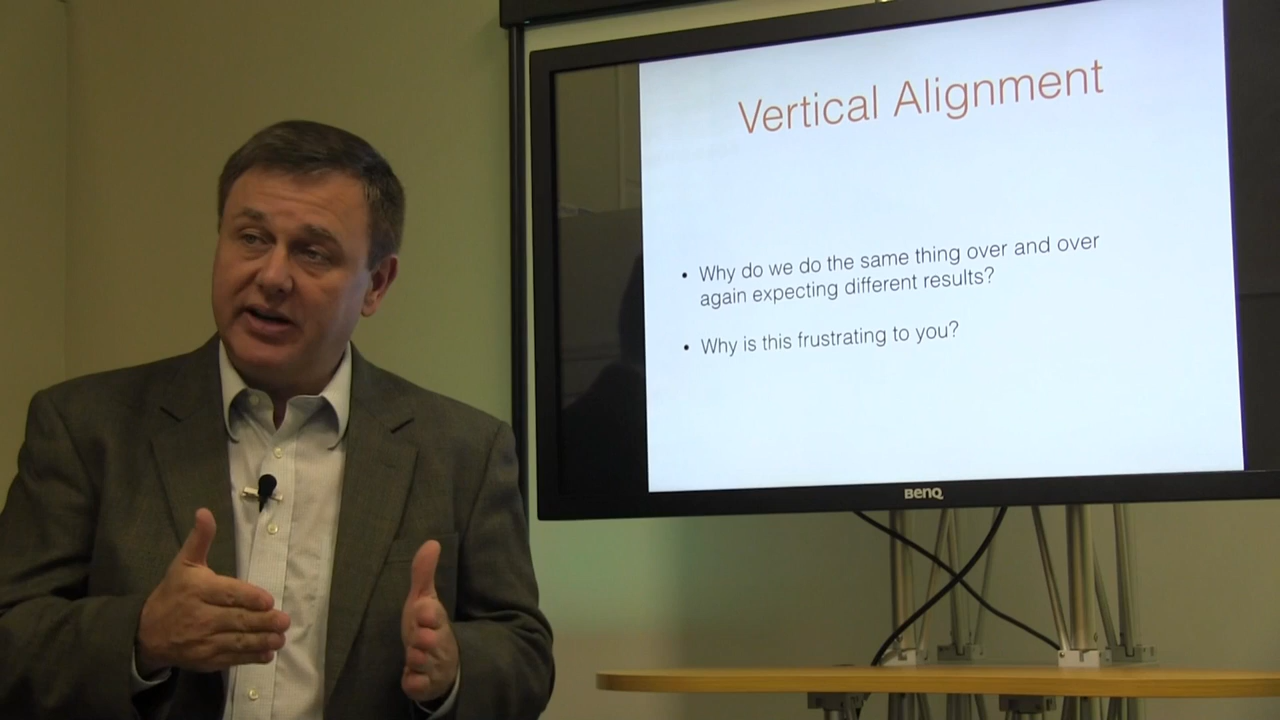 Vertical Alignment
• Why do we do the same thing over and over
again expecting different results?
• Why is this frustrating to you?
BenQ